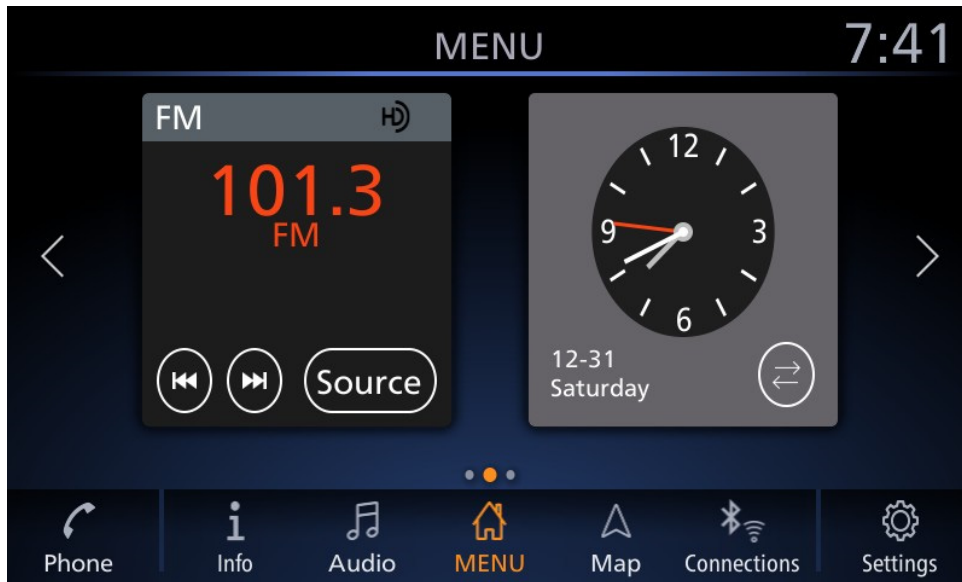 MENU 7:41
FM HD
101.3
FM
Source
12
3
6
9
12-31
Saturday
Phone
Info
Audio
MENU
Map
Connections
Settings